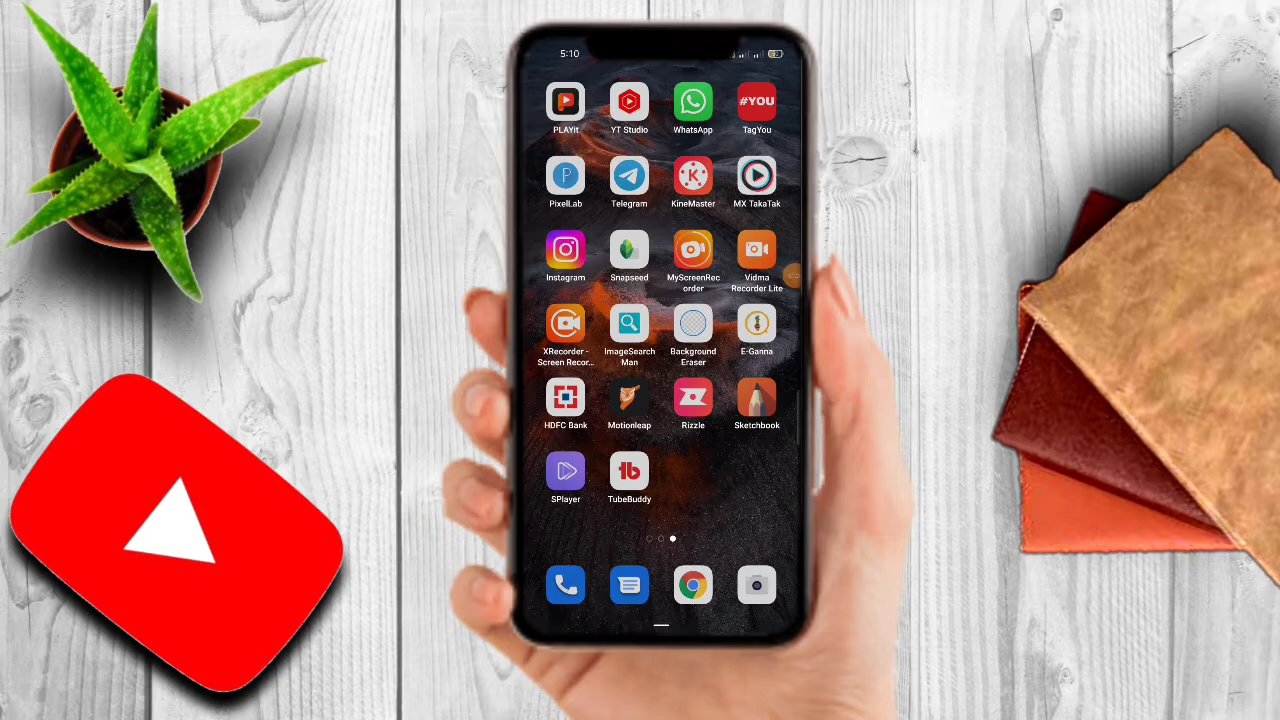 5:10
#YOU
PLAYit YT Studio WhatsApp TagYou
P
PixelLab Telegram KineMaster MX TakaTak
Instagram Snapseed MyScreenRec
order Vidma
Recorder Lite
XRecorder -
Screen Recor... ImageSearch
Man Background
Eraser E-Ganna
HDFC Bank Motionleap Rizzle Sketchbook
tb
SPlayer TubeBuddy